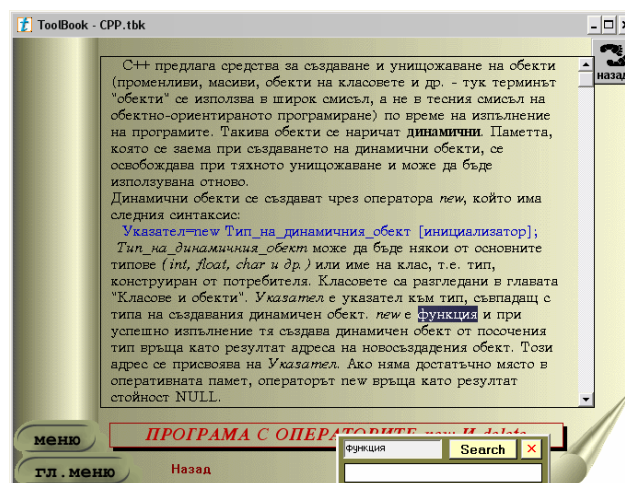 ToolBook - CPP.tbk
назад
С++ предлага средства за създаване и унищожаване на обекти
(променливи, масиви, обекти на класовете и др. - тук терминът
"обекти" се използва в широк смисъл, а не в тесния смисъл на
обектно-ориентираното програмиране) по време на изпълнение
на програмите. Такива обекти се наричат динамични. Паметта,
която се заема при създаването на динамични обекти, се
освобождава при тяхното унищожаване и може да бъде
използувана отново.
Динамични обекти се създават чрез оператора new, който има
следния синтаксис:
Указател=new Тип_на_динамичния_обект [инициализатор];
Тип_на_динамичния_обект може да бъде някои от основните
типове (int, float, char и др.) или име на клас, т.е. тип,
конструиран от потребителя. Класовете са разгледани в главата
"Класове и обекти". Указател е указател към тип, съвпадащ с
типа на създавания динамичен обект. new е функция и при
успешно изпълнение тя създава динамичен обект от посочения
тип връща като резултат адреса на новосъздадения обект. Този
адрес се присвоява на Указател. Ако няма достатъчно място в
оперативната памет, операторът new връща като резултат
стойност NULL.
ПРОГРАМА С ОПЕРАТОРИТЕ new И delete
меню
функция
Search
гл.меню
Назад